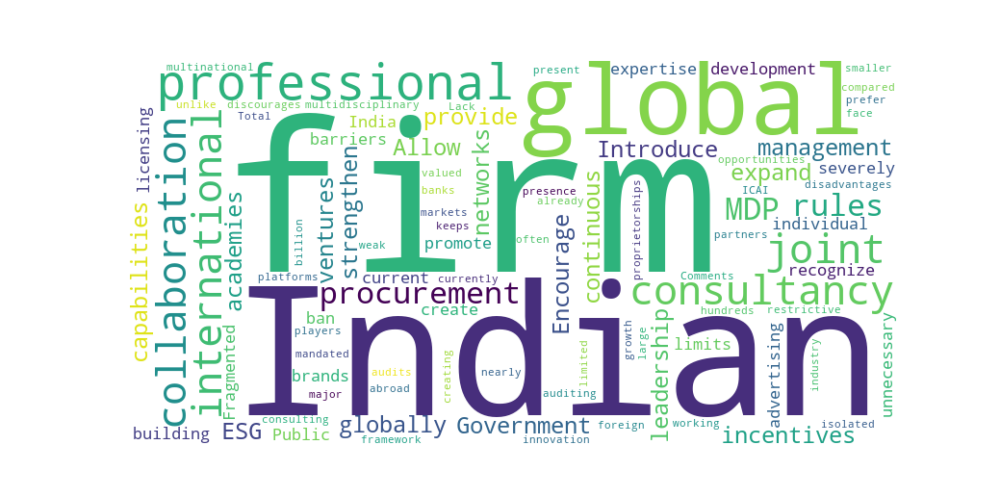 multinational
professional
global
present
expertise
development
smaller
unlike
discourages
multidisciplinary
Lack
compared
prefer
face
Total
India
provide
licensing
collaboration
international
barriers
Allow
networks
Introduce
management
opportunities
expand
severely
firm
strengthen
ventures
academies
valued
banks
presence
already
continuous
proprietorships
ICAI
disadvantages
MDP
rules
capabilities
markets
keeps
individual
billion
weak
promote
often
Encourage
partners
joint
platforms
current
currently
Comments
recognize
Indian
procurement
consultancy
ban
create
hundreds
restrictive
players
growth
large
leadership
limits
advertising
industry
unnecessary
Fragmented
mandated
brands
audits
creating
nearly
limited
major
abroad
auditing
building
ESG
consulting
Public
globally
Government
foreign
working
incentives
isolated
framework
innovation